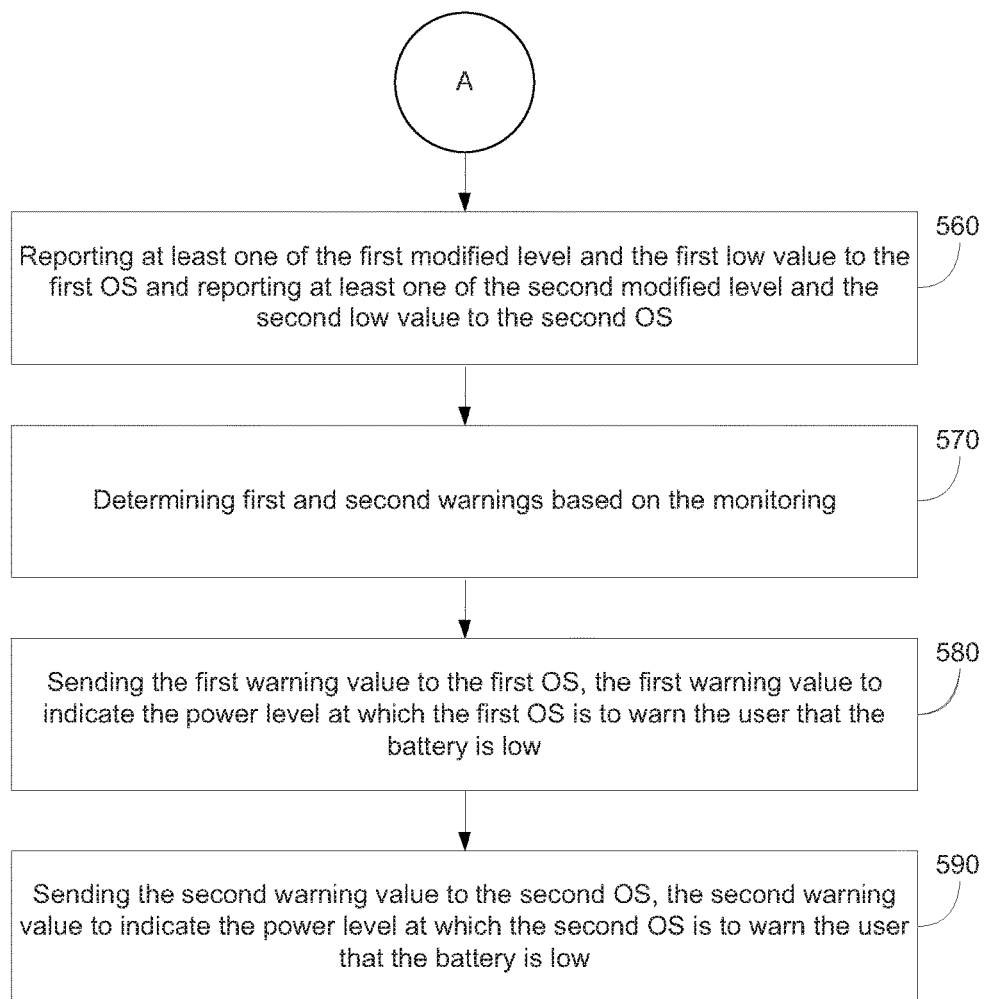 A
560
Reporting at least one of the first modified level and the first low value to the
first OS and reporting at least one of the second modified level and the
second low value to the second OS
570
Determining first and second warnings based on the monitoring
580
Sending the first warning value to the first OS, the first warning value to
indicate the power level at which the first OS is to warn the user that the
battery is low
590
Sending the second warning value to the second OS, the second warning
value to indicate the power level at which the second OS is to warn the user
that the battery is low